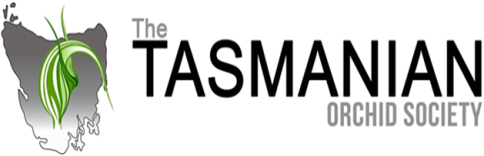 The
TASMANIAN
ORCHID SOCIETY